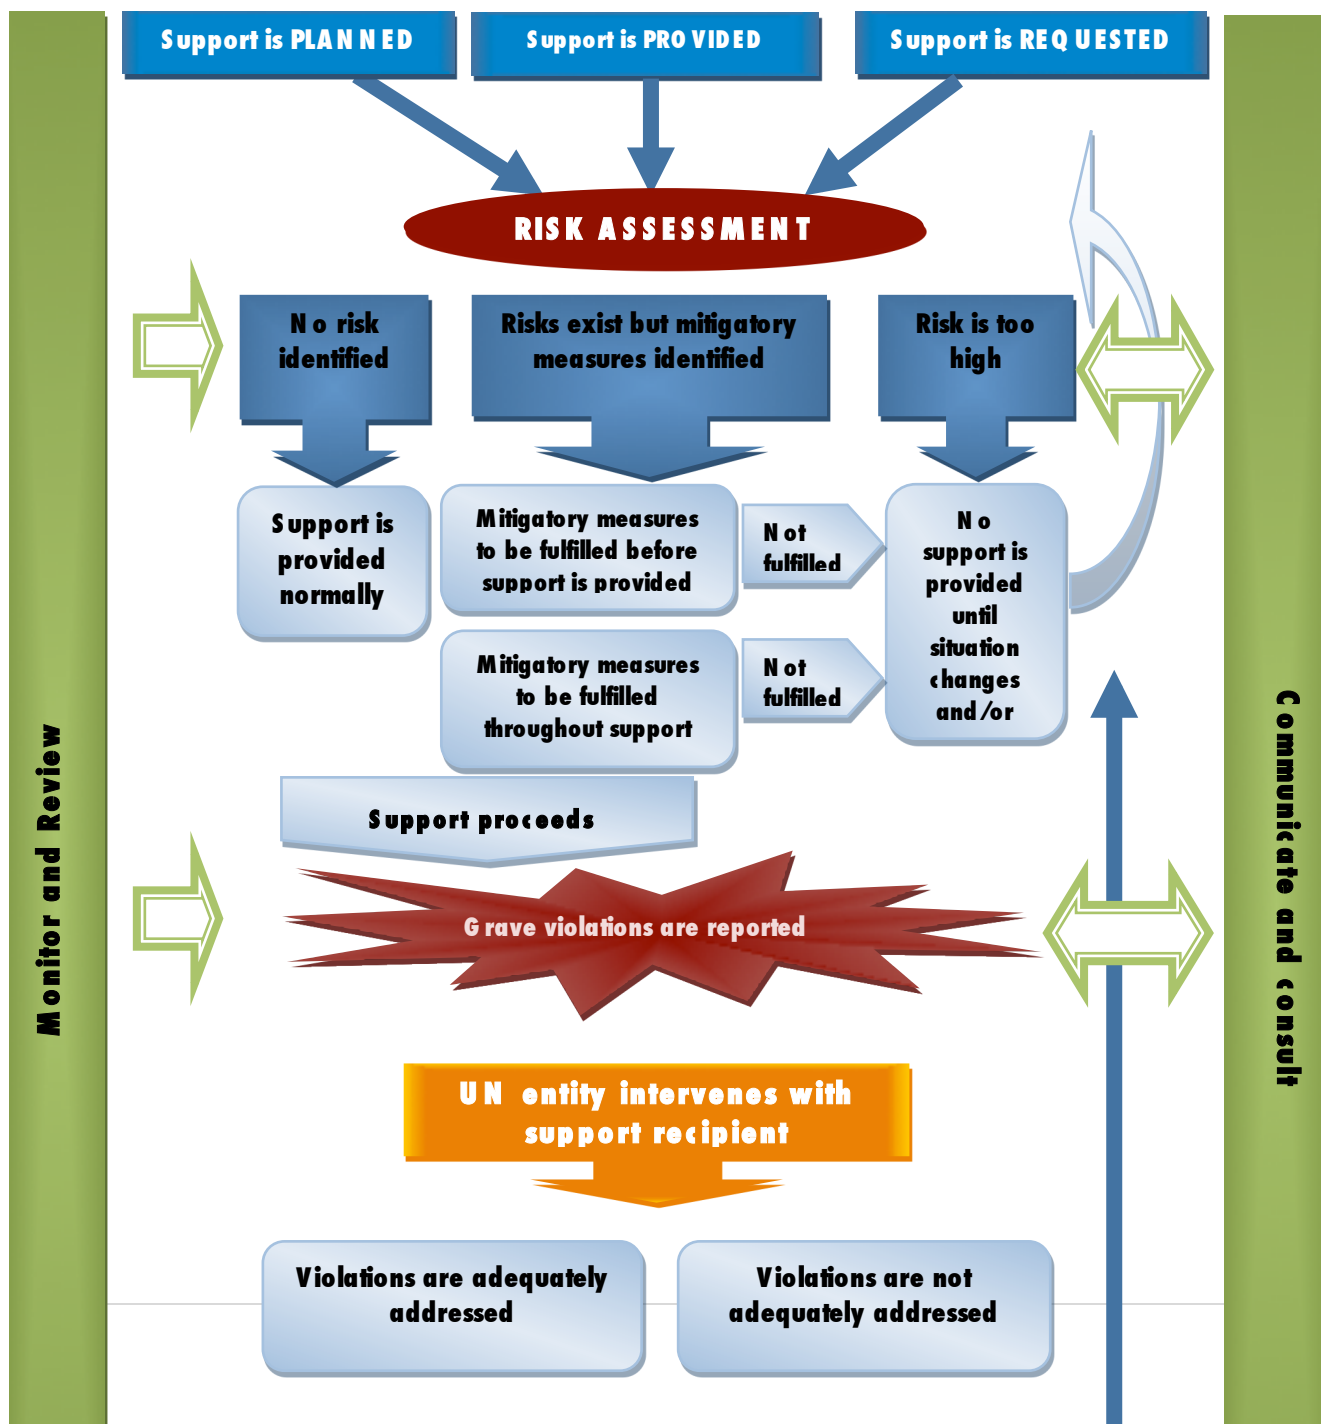 Support is PLANNED
Support is PROVIDED
Support is REQUESTED
RISK ASSESSMENT
No risk
identified
Risks exist but mitigatory
measures identified
Risk is too
high
Support is
provided
normally
Mitigatory measures
to be fulfilled before
support is provided
Not
fulfilled
No
support is
provided
until
situation
changes
and/or
Mitigatory measures
to be fulfilled
throughout support
Not
fulfilled
Support proceeds
Grave violations are reported
UN entity intervenes with
support recipient
Violations are adequately
addressed
Violations are not
adequately addressed
Monitor and Review
Communicate and consult